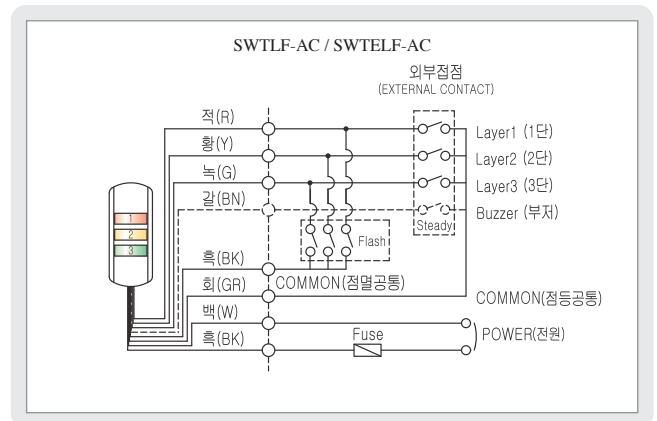 SWTLF-AC / SWTELF-AC
외부접점
(EXTERNAL CONTACT)
적(R)
Layer1 (1단)
황(Y)
Layer2 (2단)
녹(G)
Layer3 (3단)
갈(BN)
Buzzer (부저)
Steady
Flash
1
2
3
흑(BK)
COMMON(점멸공통)
회(GR)
COMMON(점등공통)
백(W)
POWER(전원)
Fuse
흑(BK)